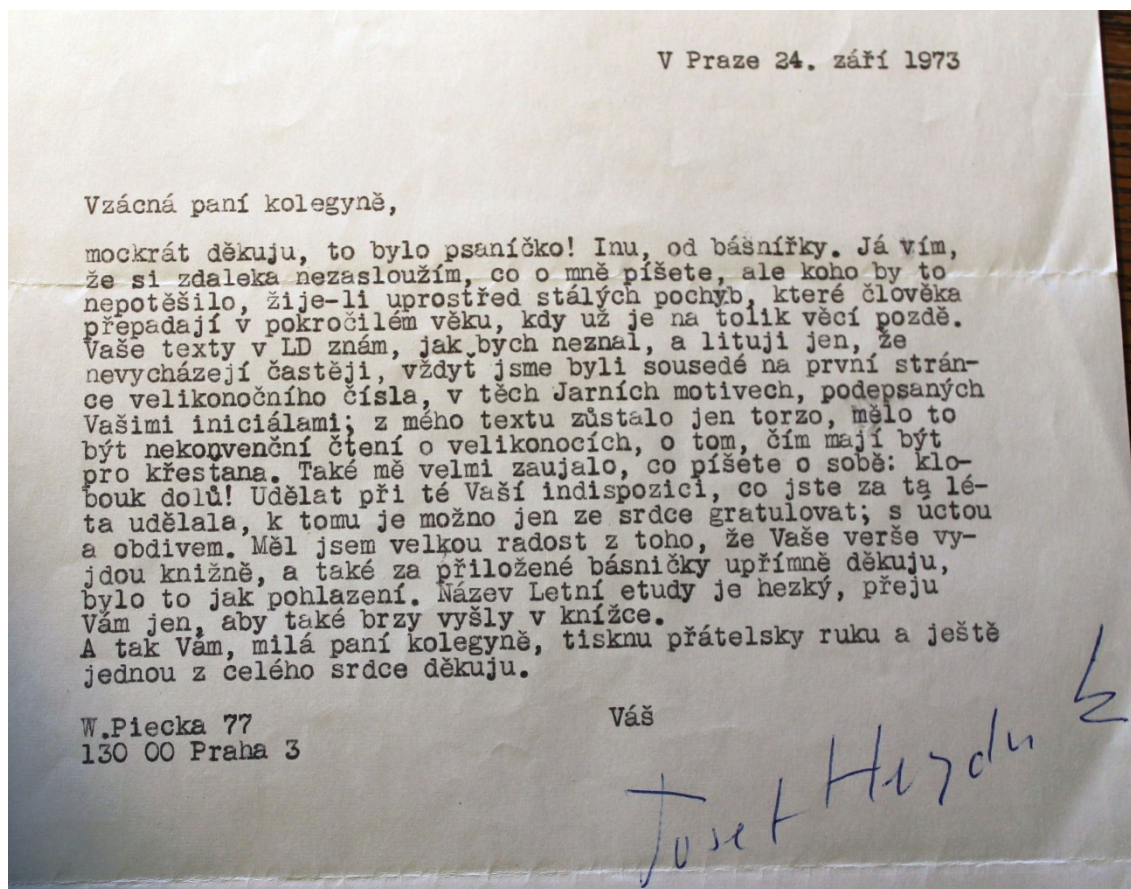 V Praze 24. září 1973
Vzácná paní kolegyně,
mockrát děkuju, to bylo psaníčko! Inu, od básnířky. Já vím,
že si zdaleka nezasloužím, co o mně píšete, ale koho by to
nepotěšilo, žije-li uprostřed stálých pochyb, které člověka
přepadají v pokročilém věku, kdy už je na tolik věcí pozdě.
Vaše texty v LD znám, jak bych neznal, a lituji jen, že
nevycházejí častěji, vždyť jsme byli sousedé na první strán-
ce velikonočního čísla, v těch Jarních motivech, podepsaných
Vašimi iniciálami; z mého textu zůstalo jen torzo, mělo to
být nekonvenční čtení o velikonocích, o tom, čím mají být
pro křesťana. Také mě velmi zaujalo, co píšete o sobě: klo-
bouk dolů! Udělat při té Vaší indispozici, co jste za ta lé-
ta udělala, k tomu je možno jen ze srdce gratulovat; s úctou
a obdivem. Měl jsem velkou radost z toho, že Vaše verše vy-
jdou knižně, a také za přiložené básničky upřímně děkuju,
bylo to jak pohlazení. Název Letní etudy je hezký, přeju
Vám jen, aby také brzy vyšly v knížce.
A tak Vám, milá paní kolegyně, tisknu přátelsky ruku a ještě
jednou z celého srdce děkuju.
Váš
W.Piecka 77
130 00 Praha 3
Josef